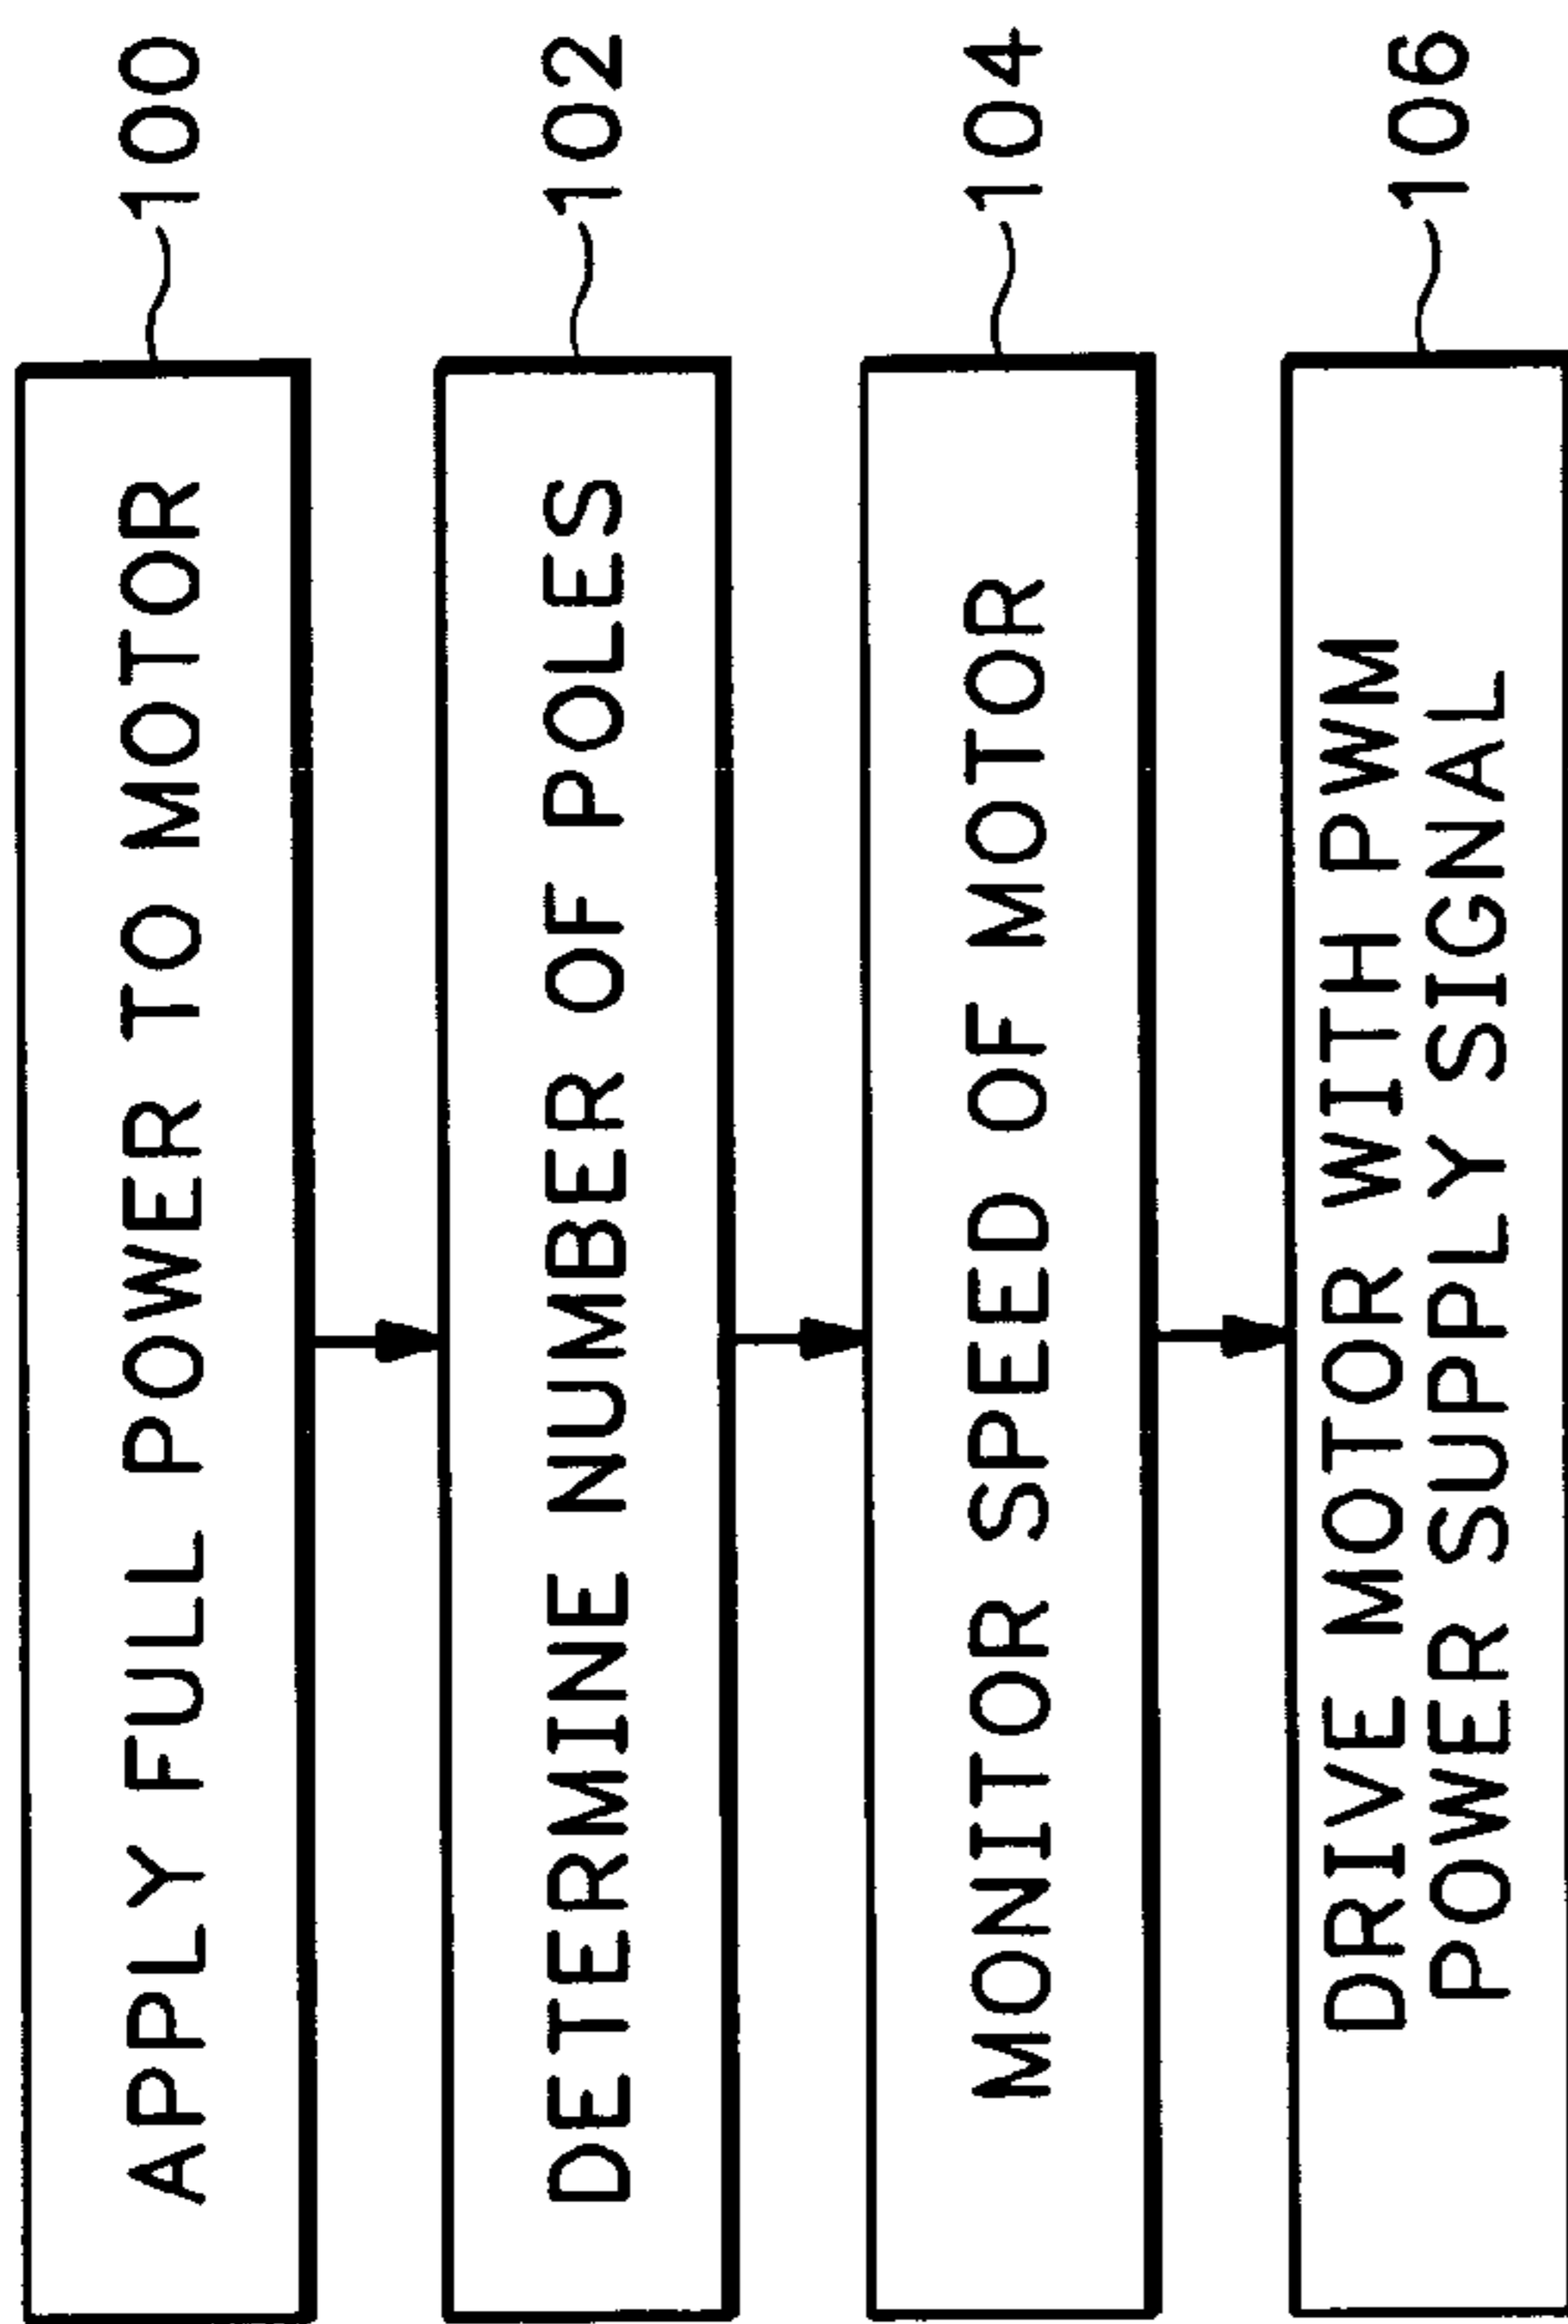 APPLY FULL POWER TO MOTOR
100
DETERMINE NUMBER OF POLES
102
MONITOR SPEED OF MOTOR
104
DRIVE MOTOR WITH PWM
POWER SUPPLY SIGNAL
106